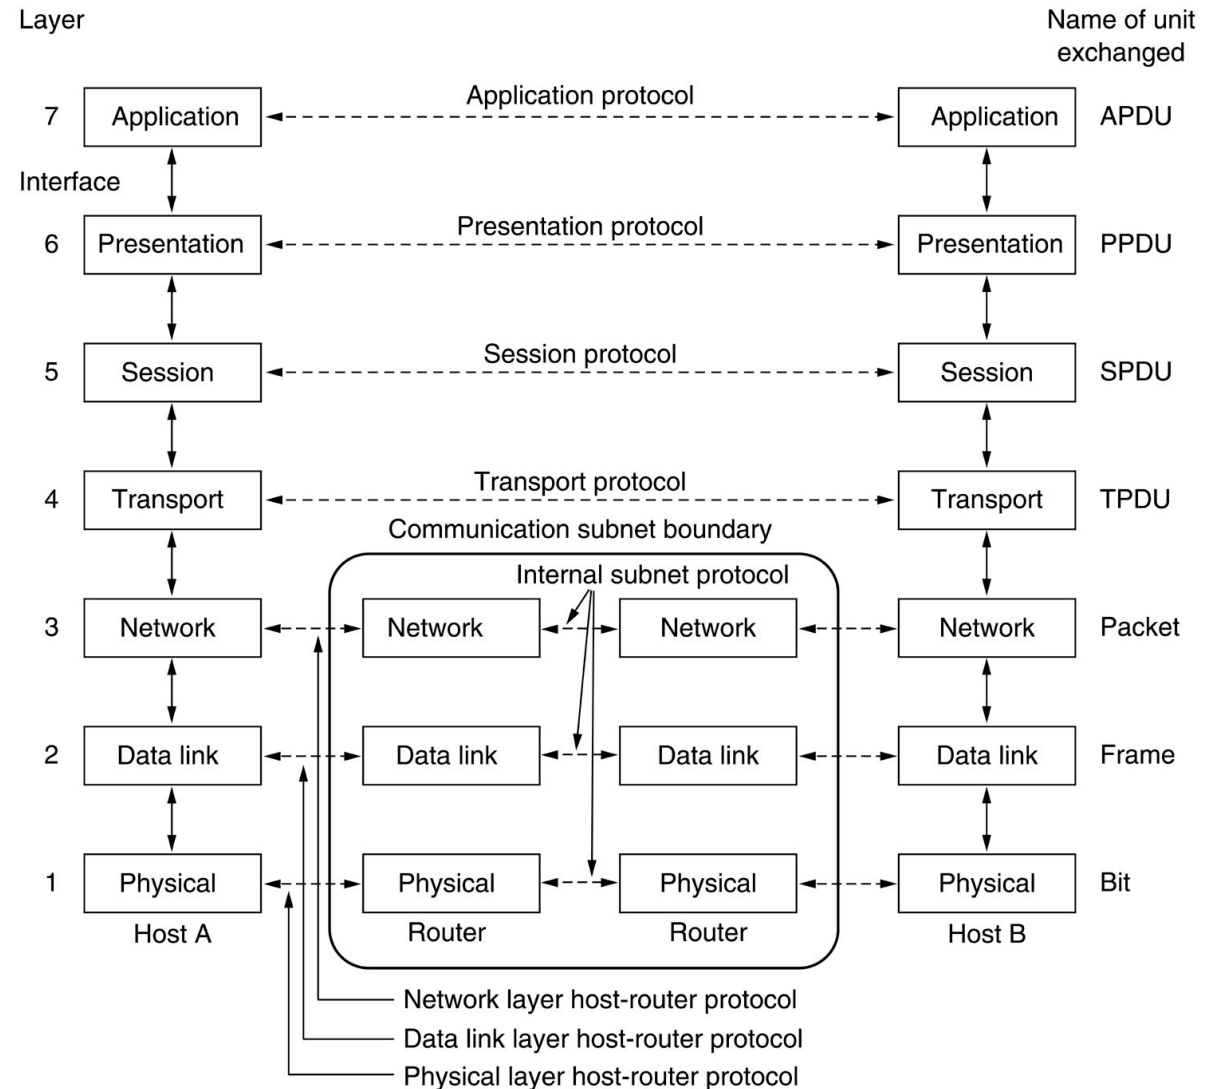 Layer
Name of unit
exchanged
7
Application
Application protocol
Application
APDU
Interface
6
Presentation
Presentation protocol
Presentation
PPDU
5
Session
Session protocol
Session
SPDU
4
Transport
Transport protocol
Transport
TPDU
Communication subnet boundary
Internal subnet protocol
3
Network
Network
Network
Network
Packet
2
Data link
Data link
Data link
Data link
Frame
1
Physical
Physical
Physical
Physical
Bit
Host A
Router
Router
Host B
Network layer host-router protocol
Data link layer host-router protocol
Physical layer host-router protocol